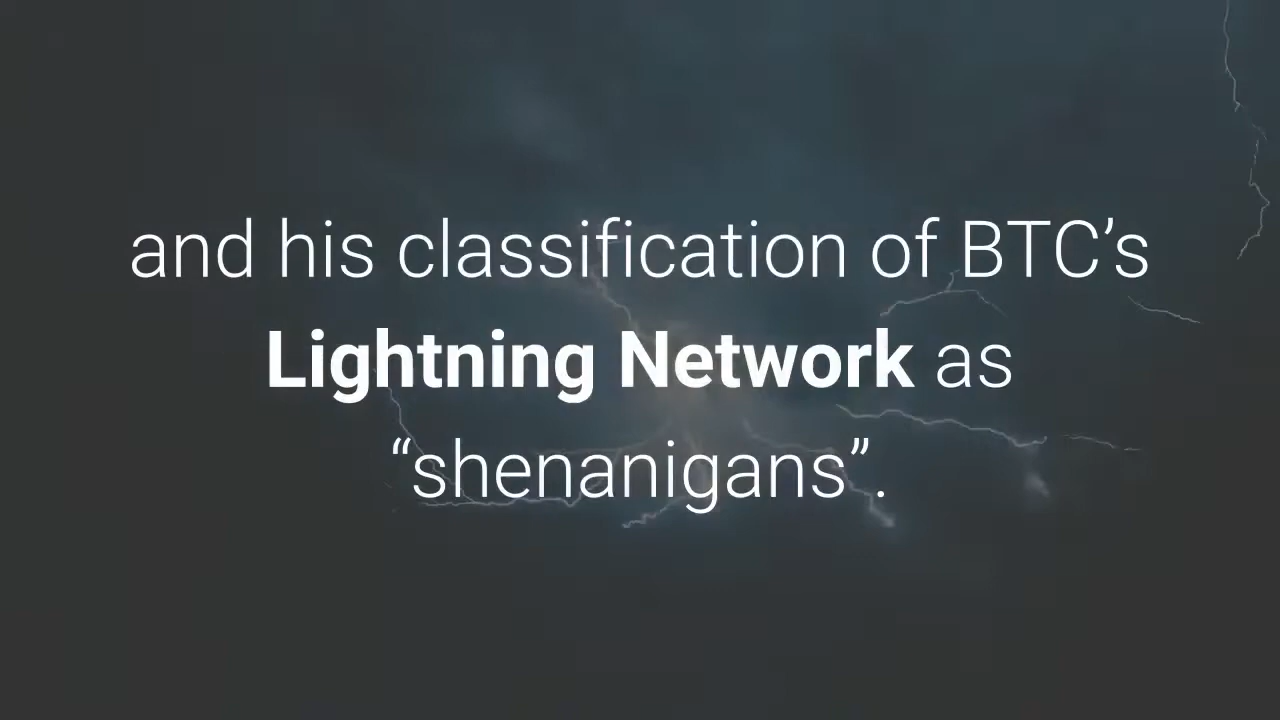 and his classification of BTC’s
Lightning Network as
“shenanigans”.